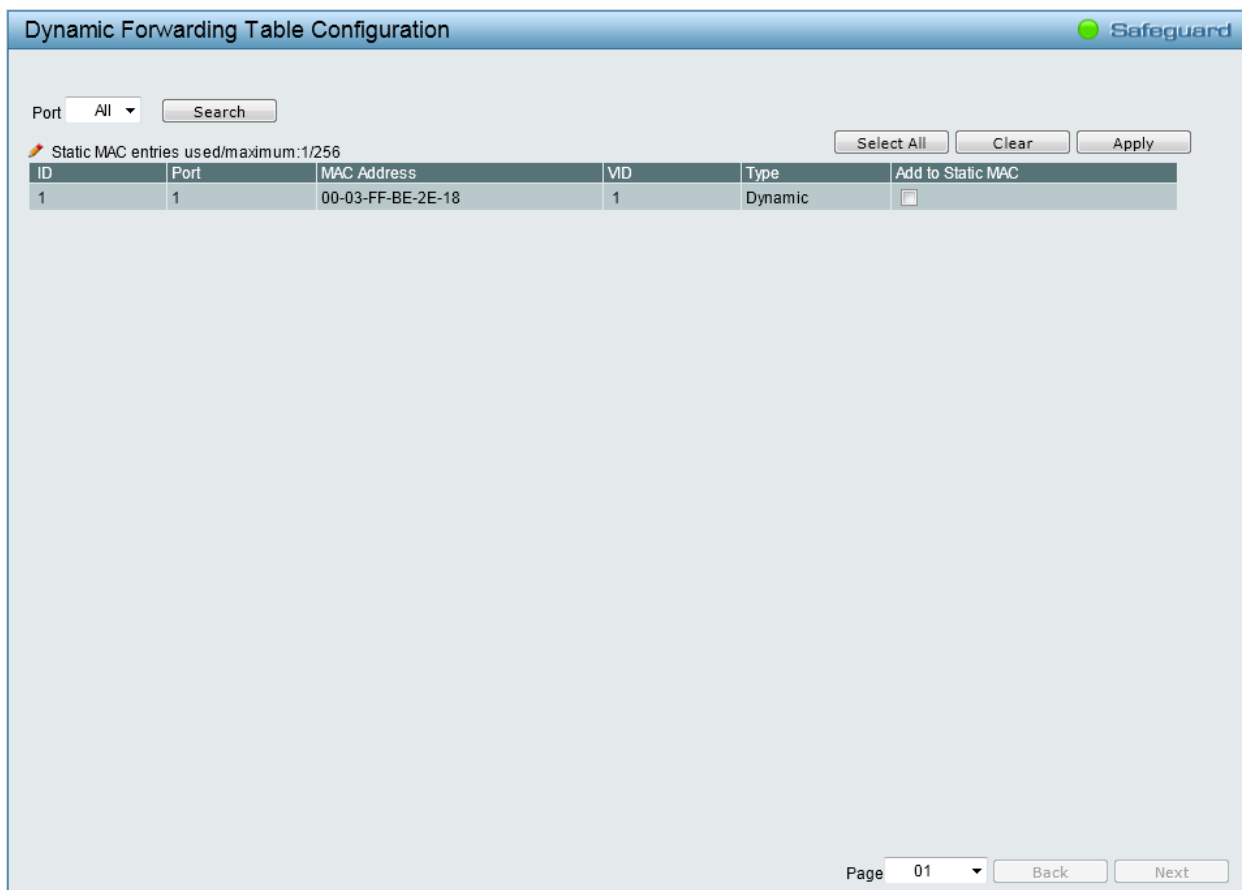 Dynamic Forwarding Table Configuration Safeguard
Port All Search
Static MAC entries used/maximum:1/256 Select All Clear Apply
ID Port MAC Address VID Type Add to Static MAC
1 1 00-03-FF-BE-2E-18 1 Dynamic
Page 01 Back Next